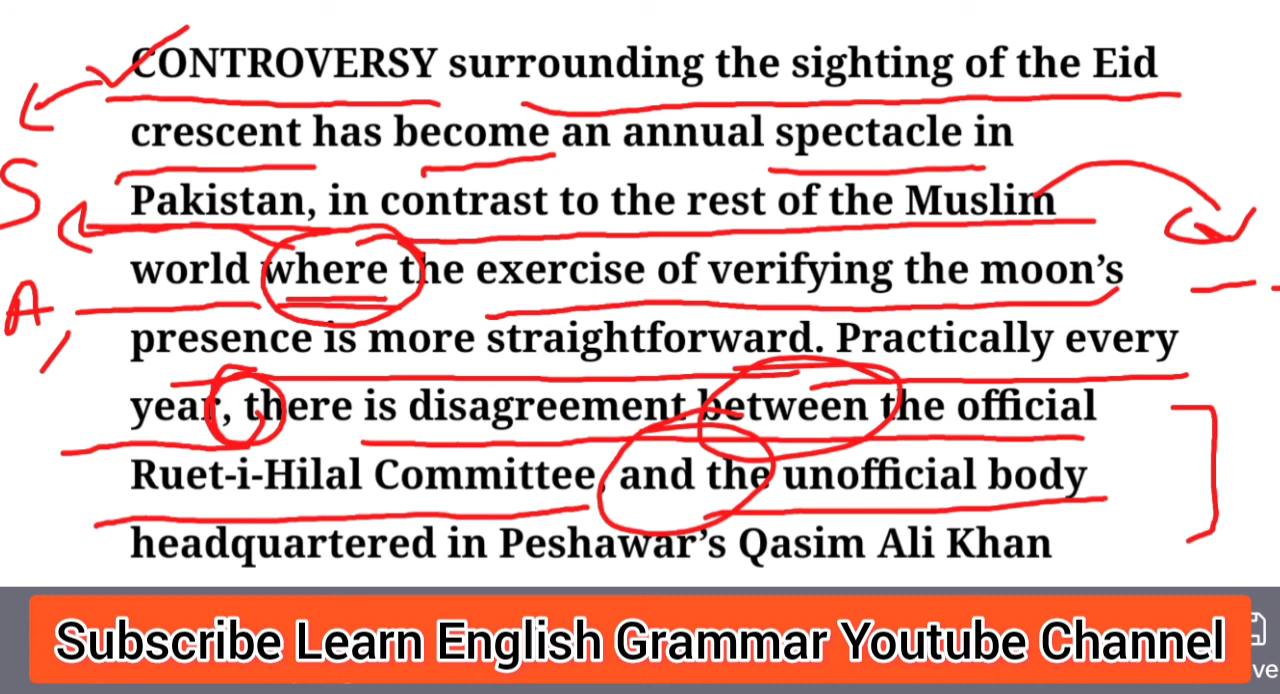 CONTROVERSY surrounding the sighting of the Eid
crescent has become an annual spectacle in
Pakistan, in contrast to the rest of the Muslim
world where the exercise of verifying the moon’s
presence is more straightforward. Practically every
year, there is disagreement between the official
Ruet-i-Hilal Committee and the unofficial body
headquartered in Peshawar’s Qasim Ali Khan
S
A
Subscribe Learn English Grammar Youtube Channel